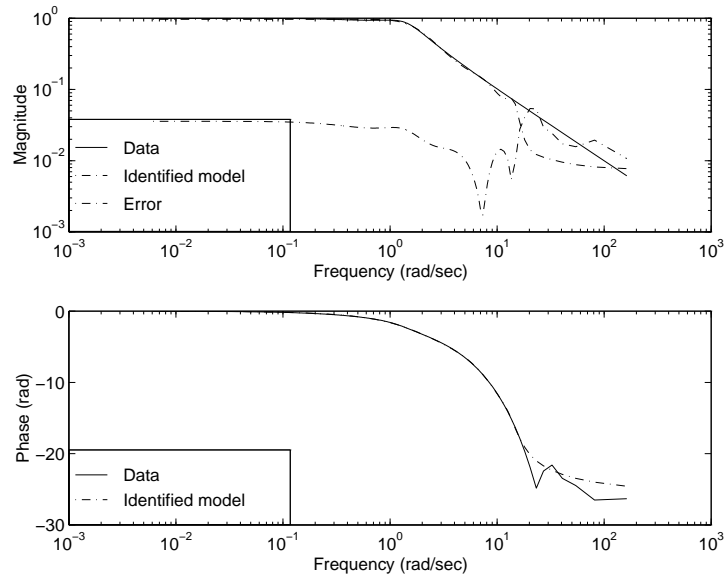 10^0
10^−1
10^−2
10^−3
Magnitude
Data
Identified model
Error
10^−3 10^−2 10^−1 10^0 10^1 10^2 10^3
Frequency (rad/sec)
0
−10
−20
−30
Phase (rad)
Data
Identified model
10^−3 10^−2 10^−1 10^0 10^1 10^2 10^3
Frequency (rad/sec)